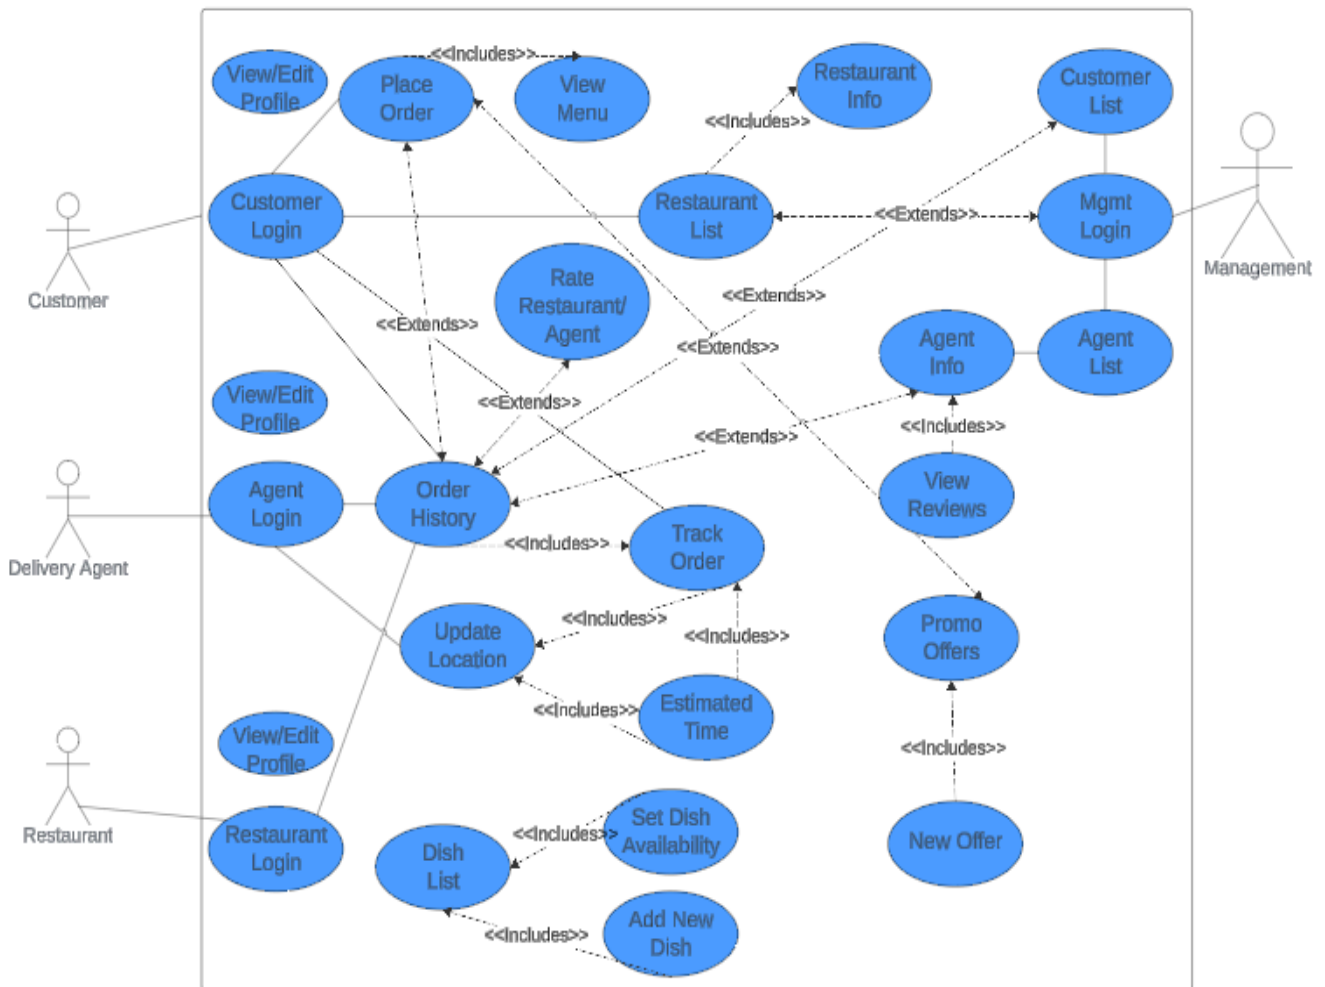 <<Includes>>
View/Edit
Profile
Place
Order
View
Menu
Restaurant
Info
Customer
List
<<Includes>>
Customer
Login
Restaurant
List
<<Extends>>
Mgmt
Login
Customer
Management
Rate
Restaurant/
Agent
<<Extends>>
<<Extends>>
<<Extends>>
Agent
Info
Agent
List
View/Edit
Profile
<<Extends>>
<<Extends>>
<<Includes>>
Agent
Login
Order
History
View
Reviews
Delivery Agent
<<Includes>>
Track
Order
<<Includes>>
<<Includes>>
Update
Location
Promo
Offers
<<Includes>>
Estimated
Time
View/Edit
Profile
<<Includes>>
Restaurant
Restaurant
Login
Dish
List
<<Includes>>
Set Dish
Availability
New Offer
<<Includes>>
Add New
Dish